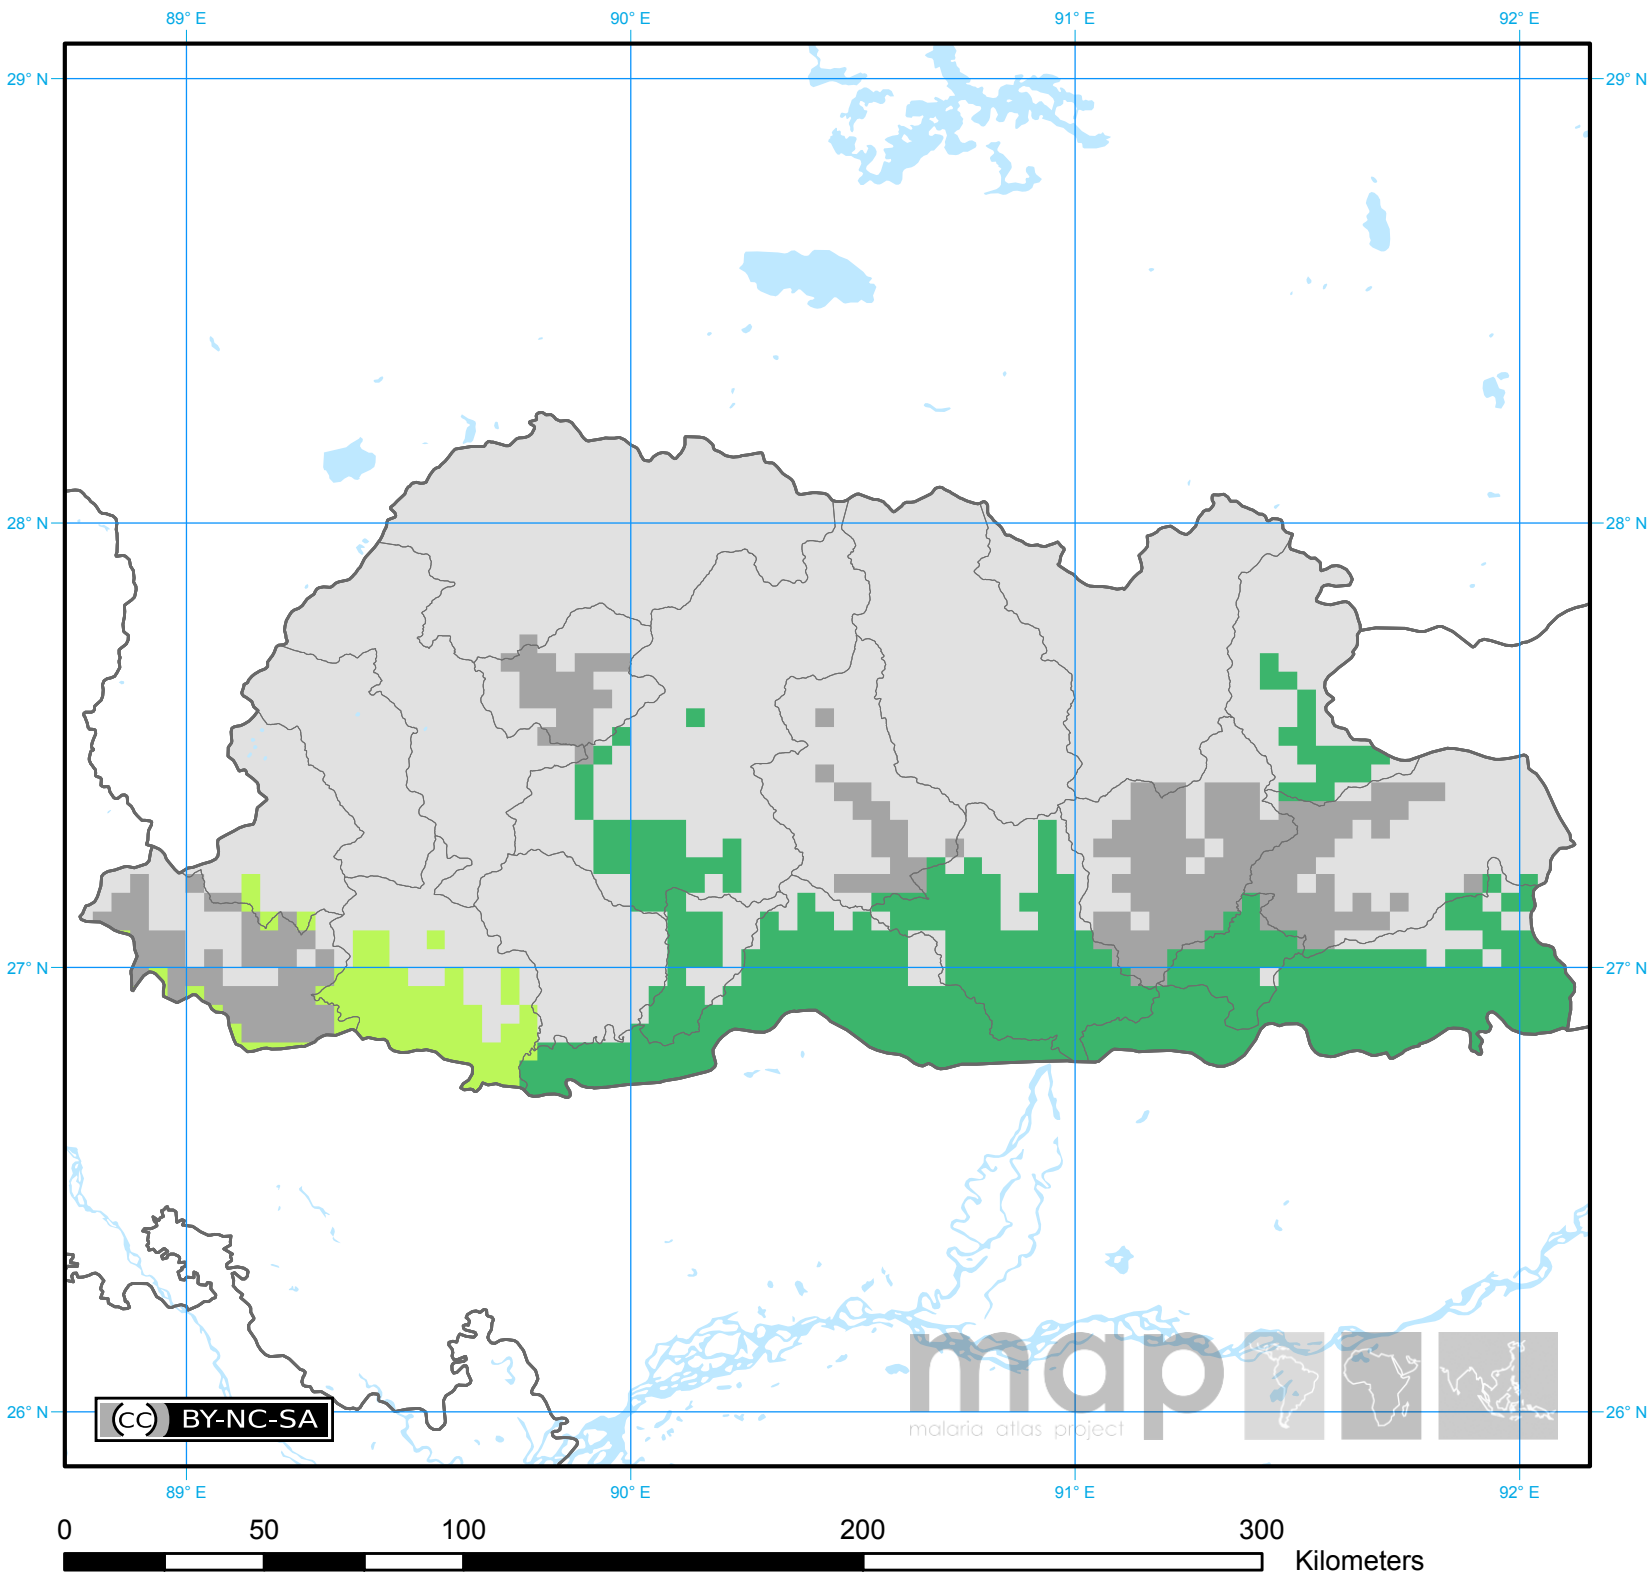 89° E 90° E 91° E 92° E
29° N 29° N
28° N 28° N
27° N 27° N
26° N 26° N
map
malaria atlas project
CC BY-NC-SA
89° E 90° E 91° E 92° E
0 50 100 200 300
Kilometers